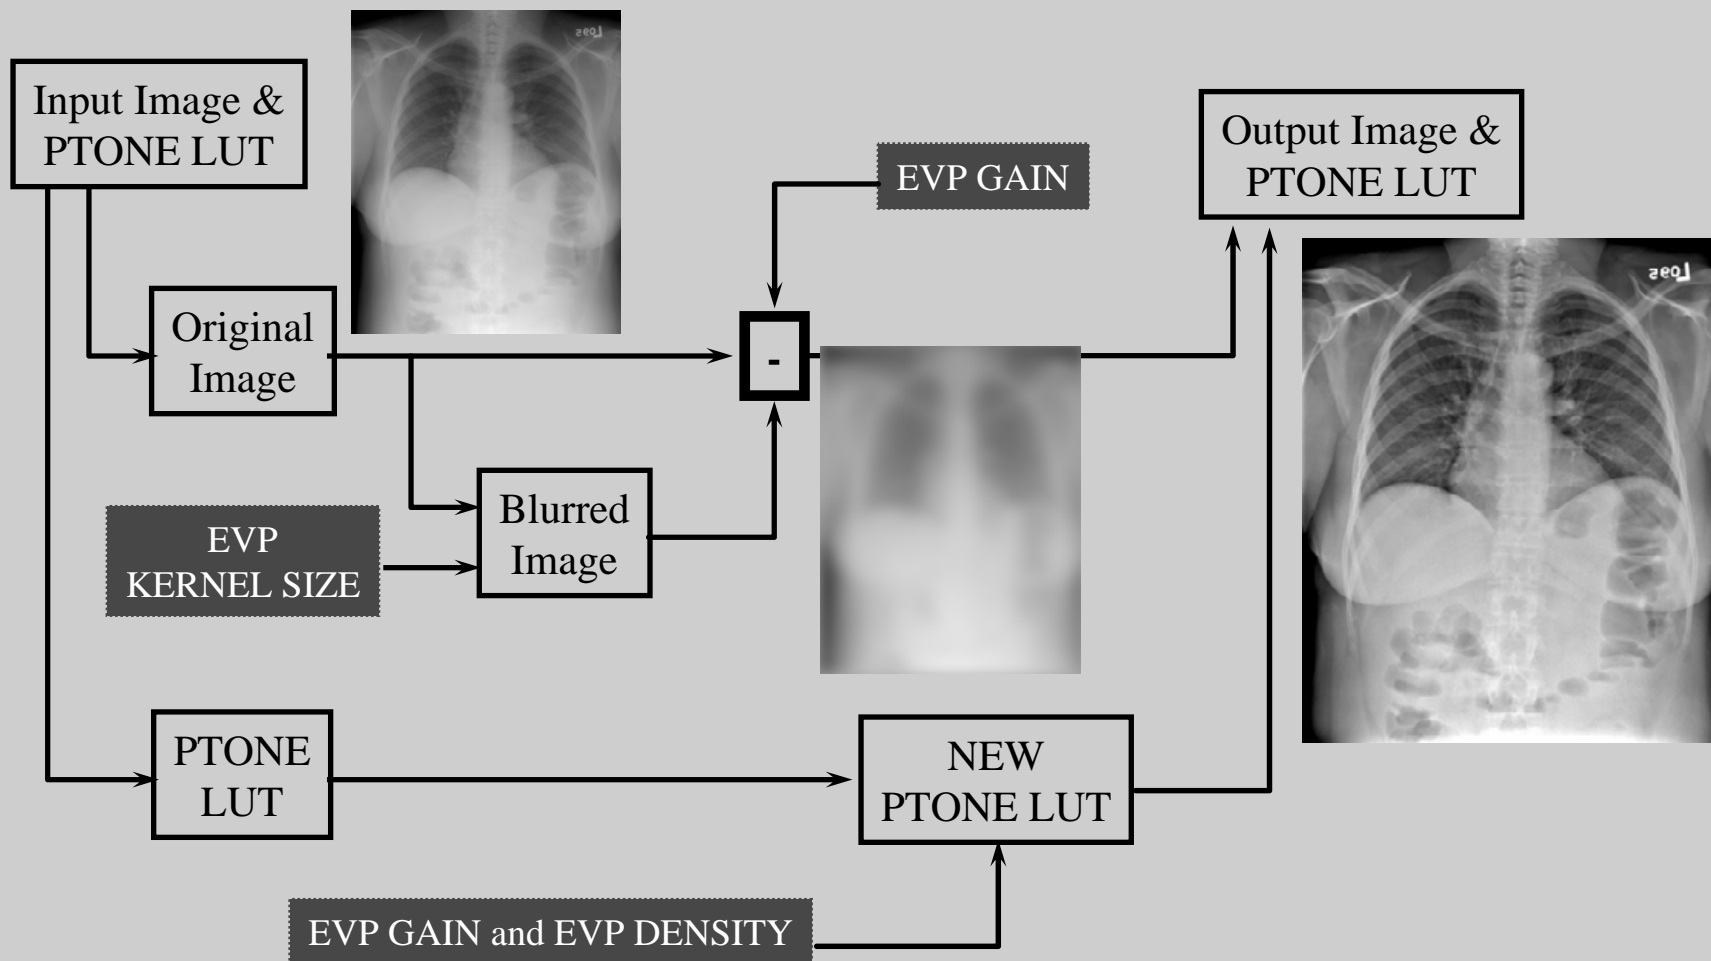 Input Image &
PTONE LUT
Output Image &
PTONE LUT
EVP GAIN
Original
Image
-
Blurred
Image
EVP
KERNEL SIZE
PTONE
LUT
NEW
PTONE LUT
EVP GAIN and EVP DENSITY